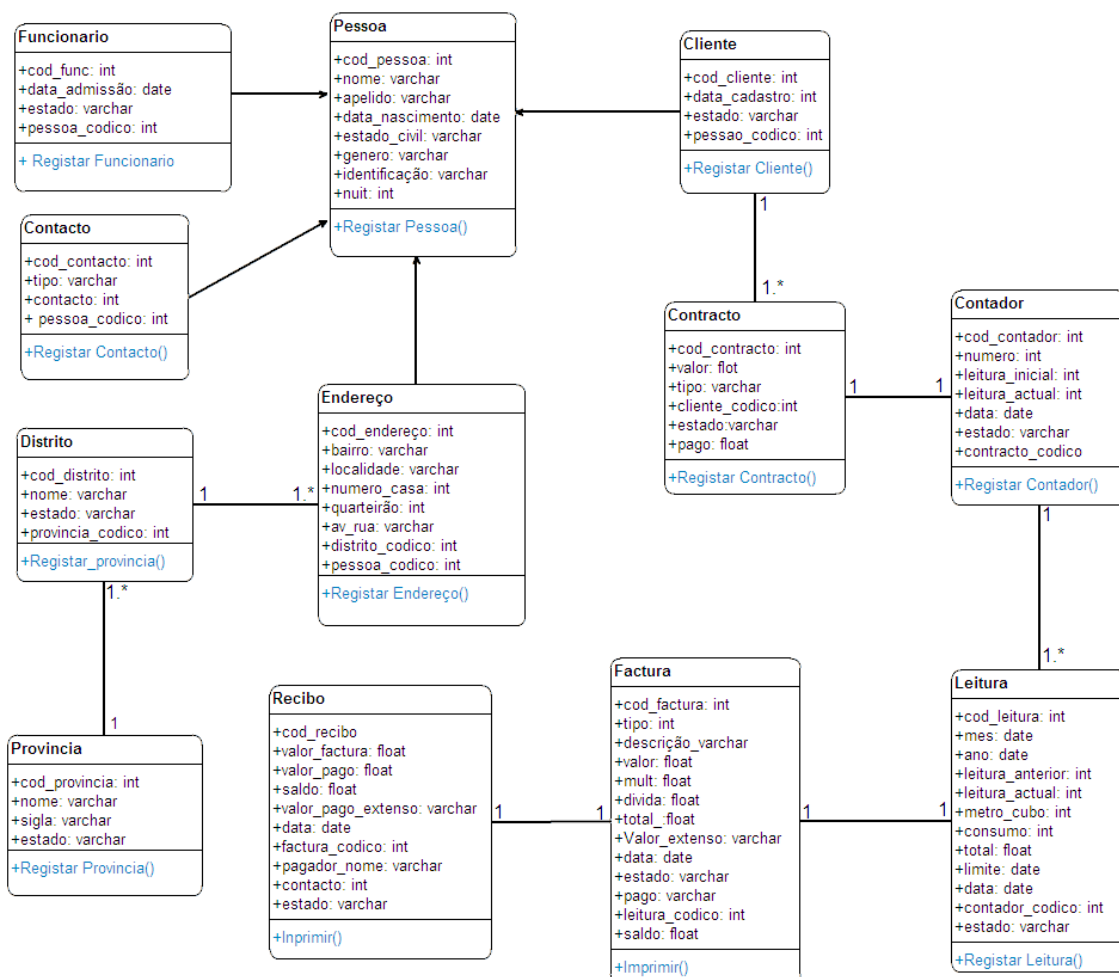 Funcionario
+cod_func: int
+data_admissão: date
+estado: varchar
+pessoa_codico: int
+ Registar Funcionario
Pessoa
+cod_pessoa: int
+nome: varchar
+apelido: varchar
+data_nascimento: date
+estado_civil: varchar
+genero: varchar
+identificação: varchar
+nuit: int
+Registar Pessoa()
Cliente
+cod_cliente: int
+data_cadastro: int
+estado: varchar
+pessao_codico: int
+Registar Cliente()
1
1.*
Contacto
+cod_contacto: int
+tipo: varchar
+contacto: int
+ pessoa_codico: int
+Registar Contacto()
Contracto
+cod_contracto: int
+valor: flot
+tipo: varchar
+cliente_codico:int
+estado:varchar
+pago: float
+Registar Contracto()
1
1
Contador
+cod_contador: int
+numero: int
+leitura_inicial: int
+leitura_actual: int
+data: date
+estado: varchar
+contracto_codico
+Registar Contador()
1
1.*
Distrito
+cod_distrito: int
+nome: varchar
+estado: varchar
+provincia_codico: int
+Registar_provincia()
1
1.*
Endereço
+cod_endereço: int
+bairro: varchar
+localidade: varchar
+numero_casa: int
+quarteirão: int
+av_rua: varchar
+distrito_codico: int
+pessoa_codico: int
+Registar Endereço()
1.*
1
Provincia
+cod_provincia: int
+nome: varchar
+sigla: varchar
+estado: varchar
+Registar Provincia()
Recibo
+cod_recibo
+valor_factura: float
+valor_pago: float
+saldo: float
+valor_pago_extenso: varchar
+data: date
+factura_codico: int
+pagador_nome: varchar
+contacto: int
+estado: varchar
+Inprimir()
1
1
Factura
+cod_factura: int
+tipo: int
+descrição_varchar
+valor: float
+mult: float
+divida: float
+total_:float
+Valor_extenso: varchar
+data: date
+estado: varchar
+pago: varchar
+leitura_codico: int
+saldo: float
+Imprimir()
1
1
Leitura
+cod_leitura: int
+mes: date
+ano: date
+leitura_anterior: int
+leitura_actual: int
+metro_cubo: int
+consumo: int
+total: float
+limite: date
+data: date
+contador_codico: int
+estado: varchar
+Registar Leitura()